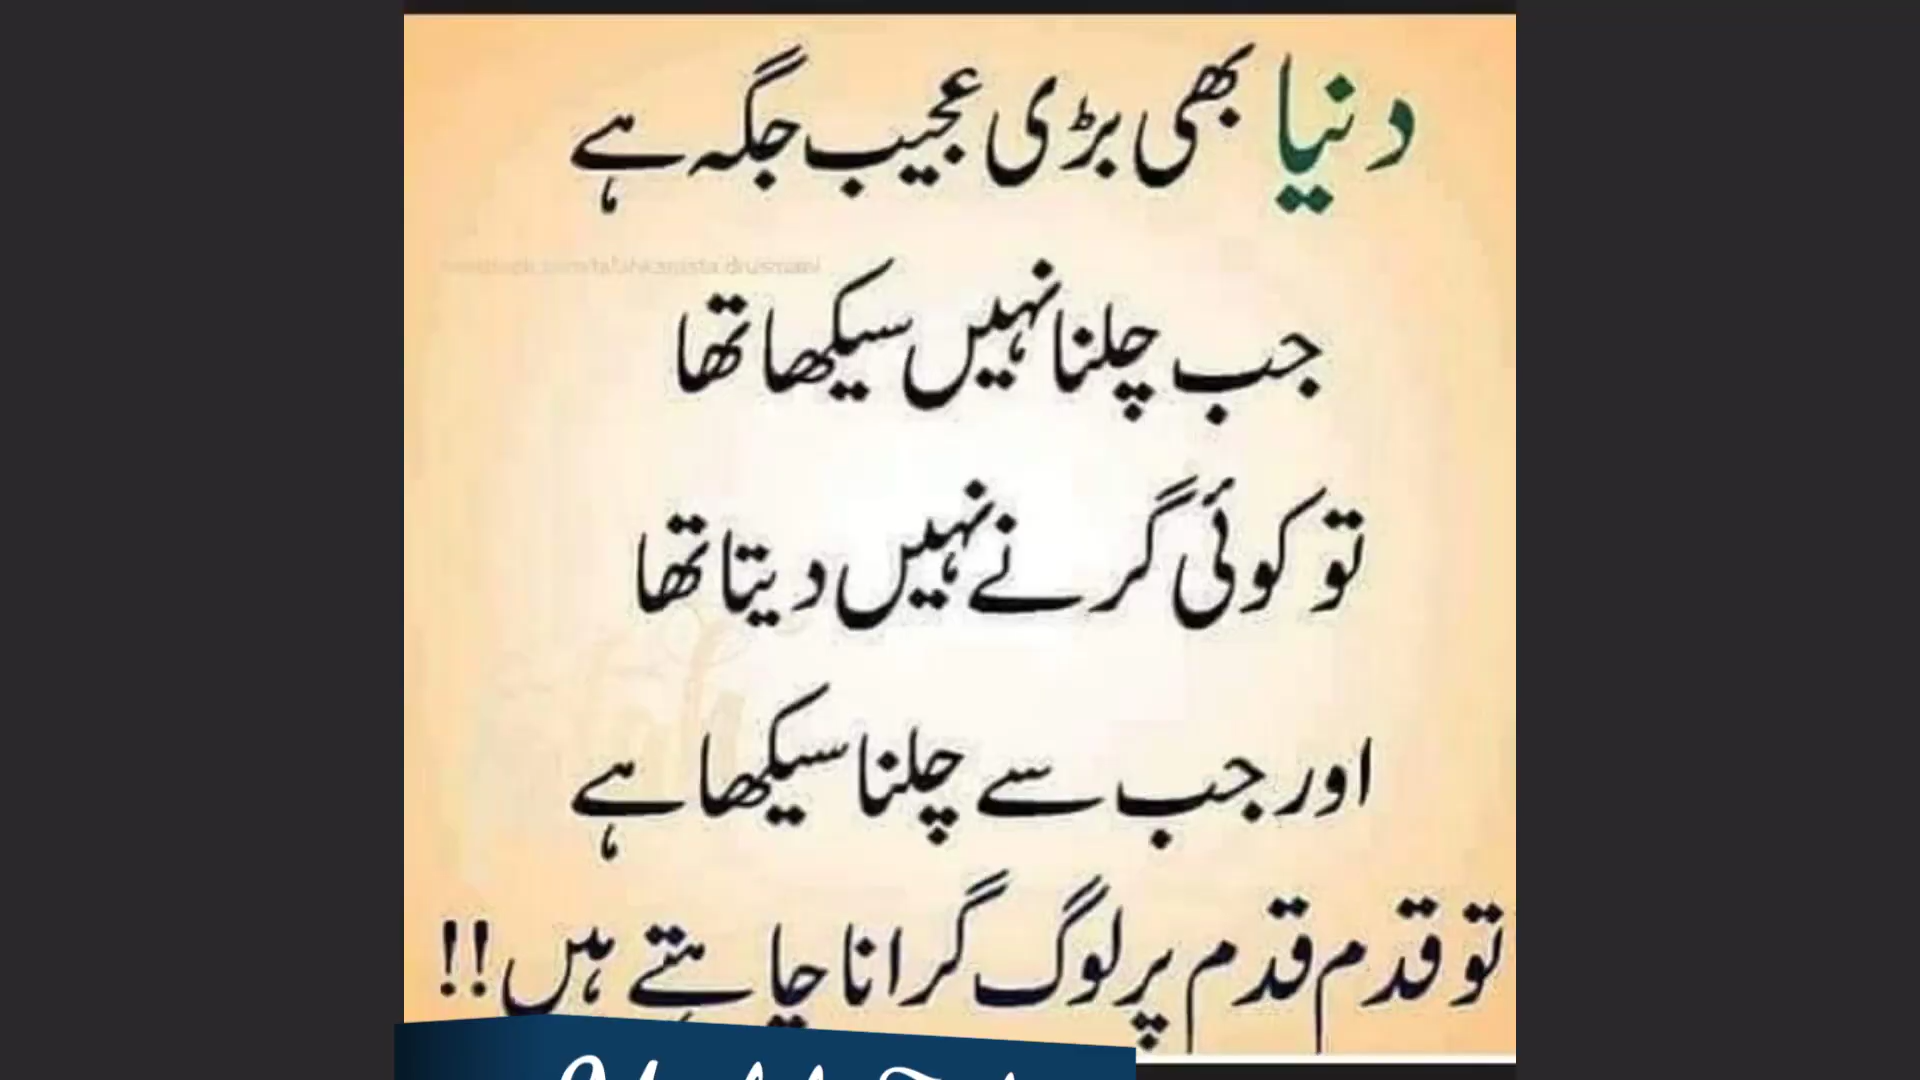 دنیا بھی بڑی عجیب جگہ ہے
جب چلنا نہیں سیکھا تھا
تو کوئی گرنے نہیں دیتا تھا
اور جب سے چلنا سیکھا ہے
تو قدم قدم پر لوگ گرانا چاہتے ہیں!!